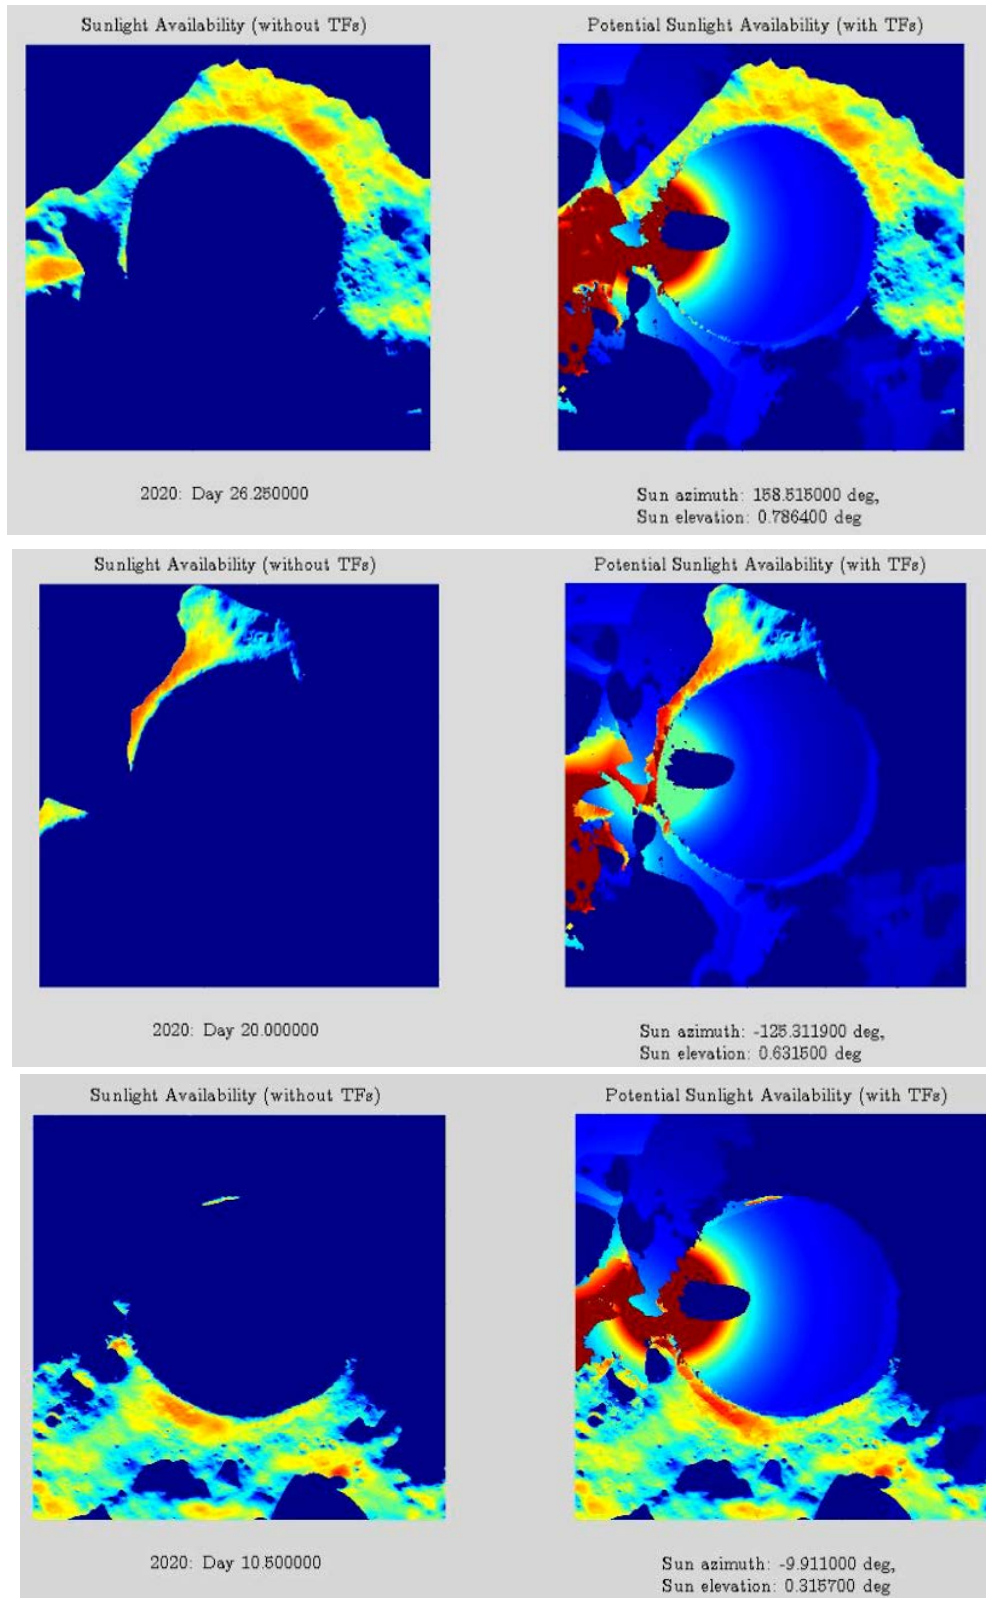 Sunlight Availability (without TFs)
Potential Sunlight Availability (with TFs)
2020: Day 26.250000
Sun azimuth: 158.515000 deg,
Sun elevation: 0.786400 deg
Sunlight Availability (without TFs)
Potential Sunlight Availability (with TFs)
2020: Day 20.000000
Sun azimuth: -125.311900 deg,
Sun elevation: 0.631500 deg
Sunlight Availability (without TFs)
Potential Sunlight Availability (with TFs)
2020: Day 10.500000
Sun azimuth: -9.911000 deg,
Sun elevation: 0.315700 deg